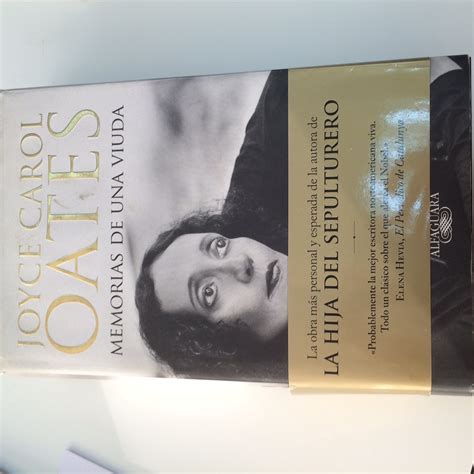 JOYCE CAROL
OATES
MEMORIAS DE UNA VIUDA
La obra más personal y esperada de la autora de
LA HIJA DEL SEPULTURERO
«Probablemente la mejor escritora norteamericana viva.
Todo un clásico sobre el que el Nobel.»
ELENA HEVIA, El Periódico de Catalunya
ALFAGUARA